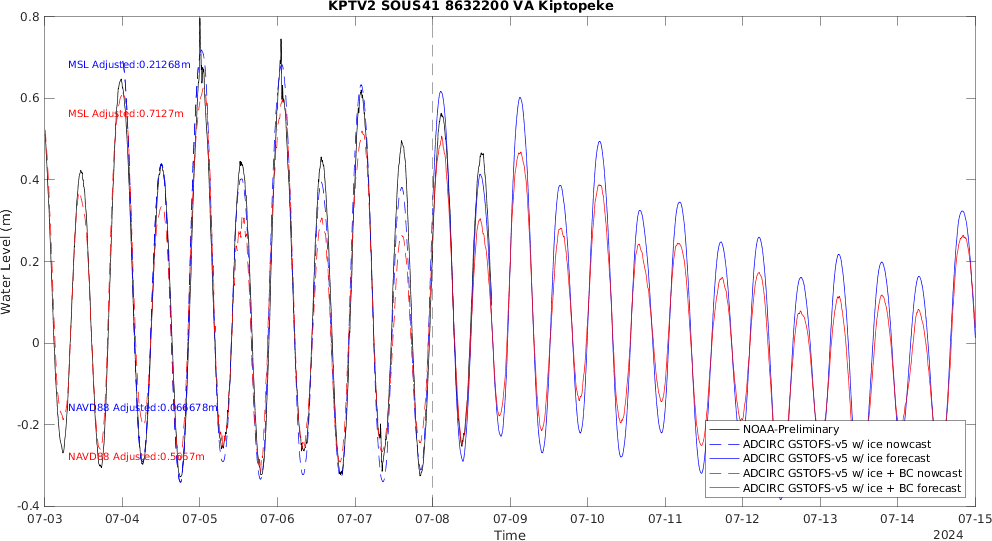 KPTV2 SOUS41 8632200 VA Kiptopeke
0.8
0.6
0.4
0.2
0
-0.2
-0.4
Water Level (m)
MSL Adjusted:0.21268m
MSL Adjusted:0.7127m
NAVD88 Adjusted:0.066678m
NAVD88 Adjusted:
NOAA-Preliminary
ADCIRC GSTOFS-v5 w/ ice nowcast
ADCIRC GSTOFS-v5 w/ ice forecast
ADCIRC GSTOFS-v5 w/ ice + BC nowcast
ADCIRC GSTOFS-v5 w/ ice + BC forecast
07-03 07-04 07-05 07-06 07-07 07-08 07-09 07-10 07-11 07-12 07-13 07-14 07-15
Time
2024